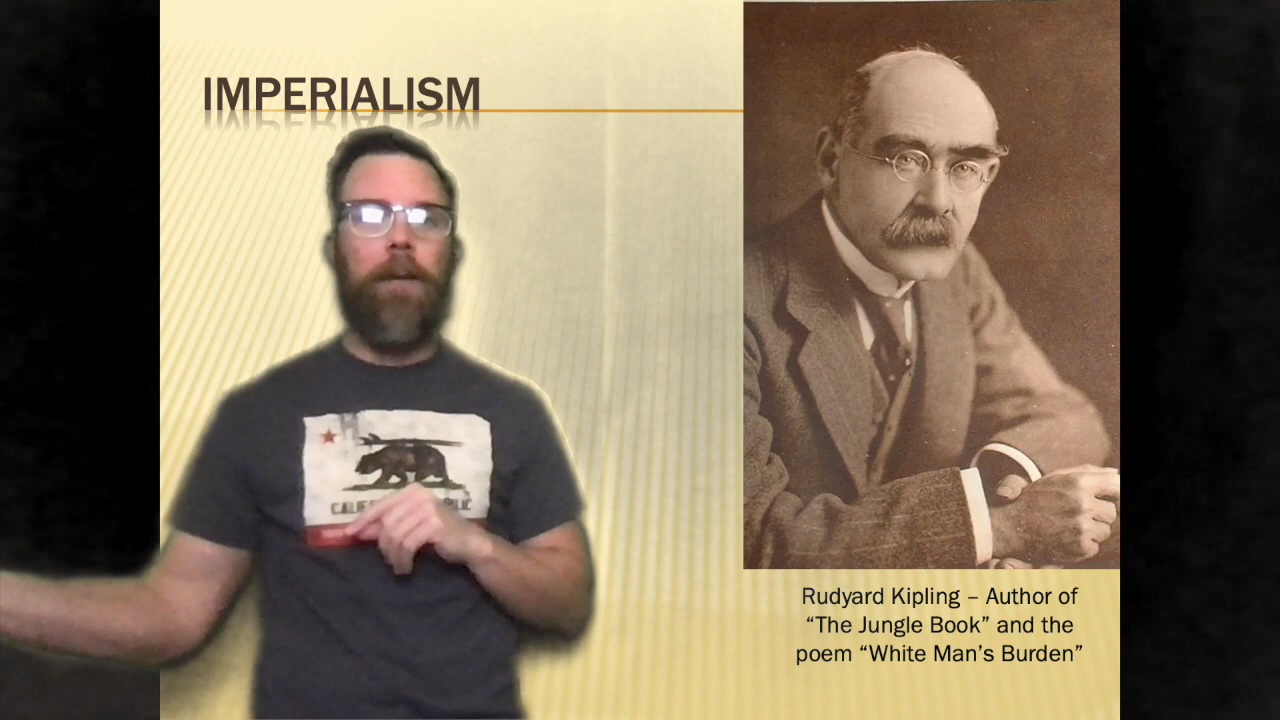 IMPERIALISM
Rudyard Kipling – Author of
“The Jungle Book” and the
poem “White Man’s Burden”